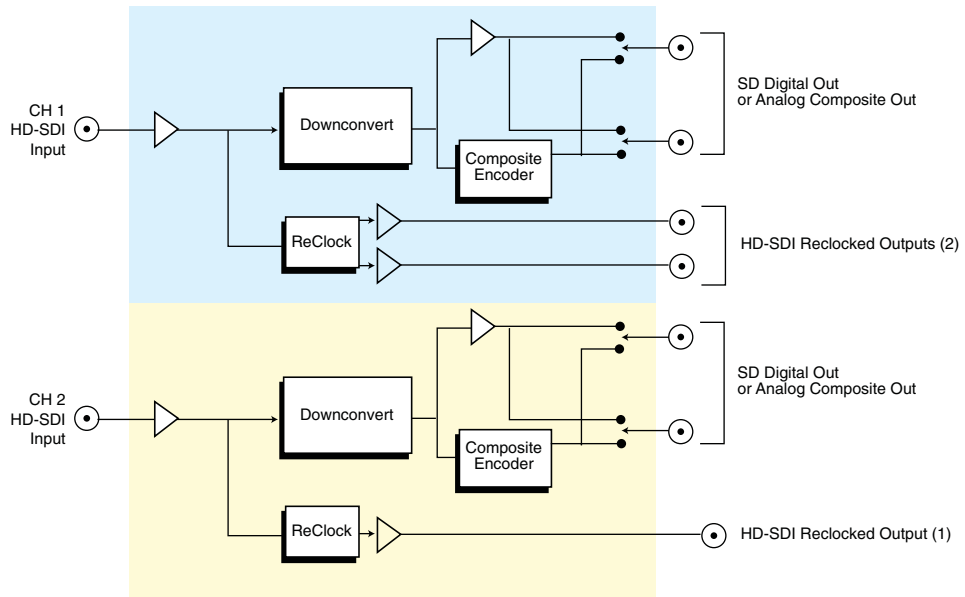 CH 1
HD-SDI
Input
Downconvert
Composite
Encoder
SD Digital Out
or Analog Composite Out
ReClock
HD-SDI Reclocked Outputs (2)
CH 2
HD-SDI
Input
Downconvert
Composite
Encoder
SD Digital Out
or Analog Composite Out
ReClock
HD-SDI Reclocked Output (1)